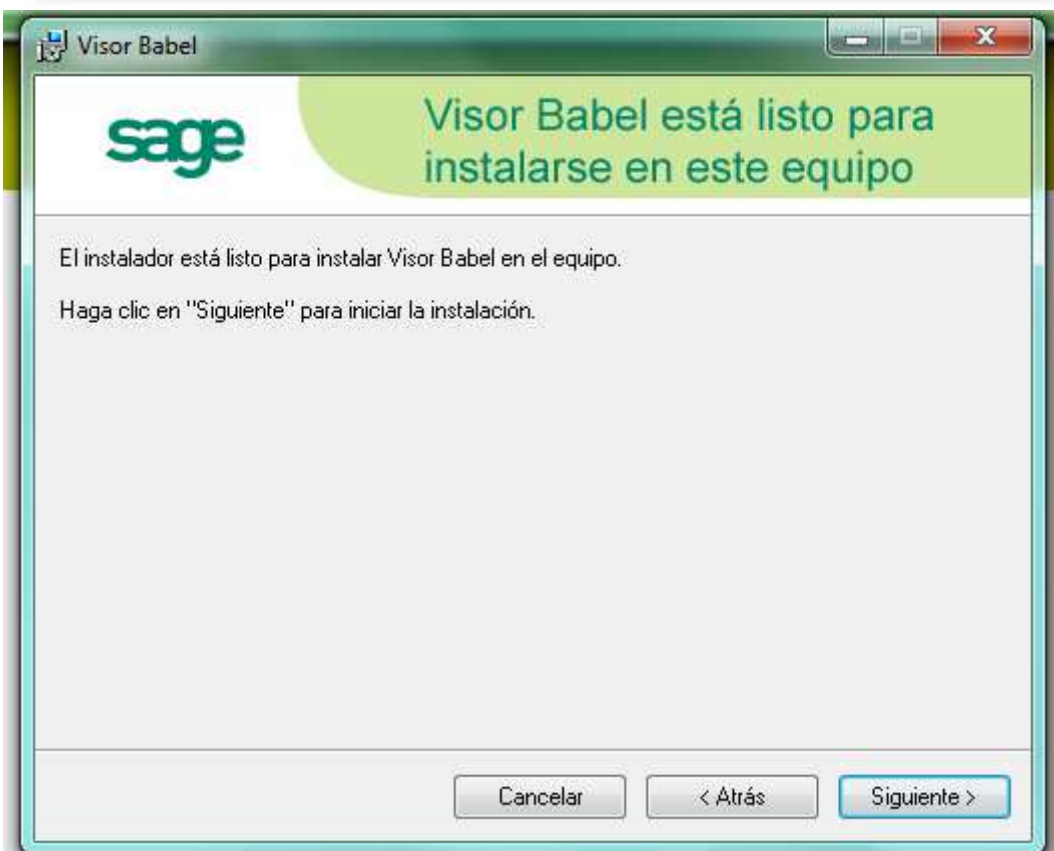 Visor Babel
sage
Visor Babel está listo para
instalarse en este equipo
El instalador está listo para instalar Visor Babel en el equipo.
Haga clic en "Siguiente" para iniciar la instalación.
Cancelar
< Atrás
Siguiente >